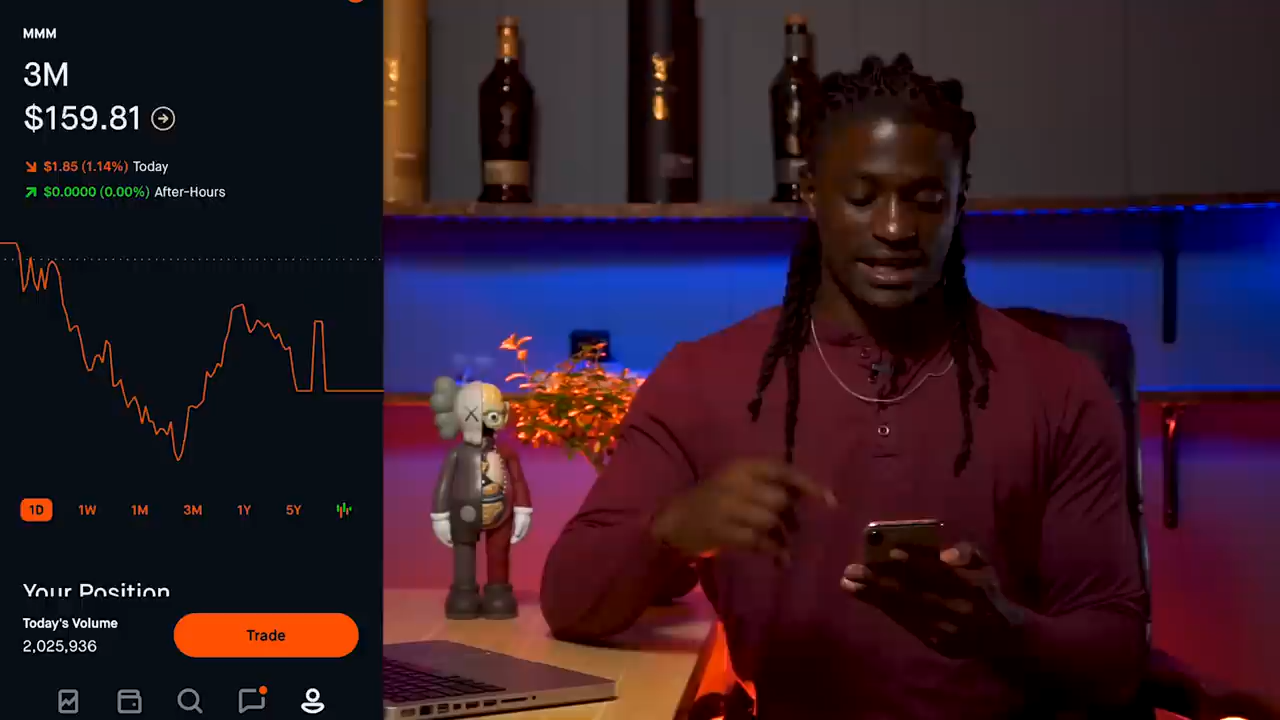 MMM
3M
$159.81
$1.85 (1.14%) Today
$0.0000 (0.00%) After-Hours
1D 1W 1M 3M 1Y 5Y
Your Position
Today's Volume
2,025,936
Trade